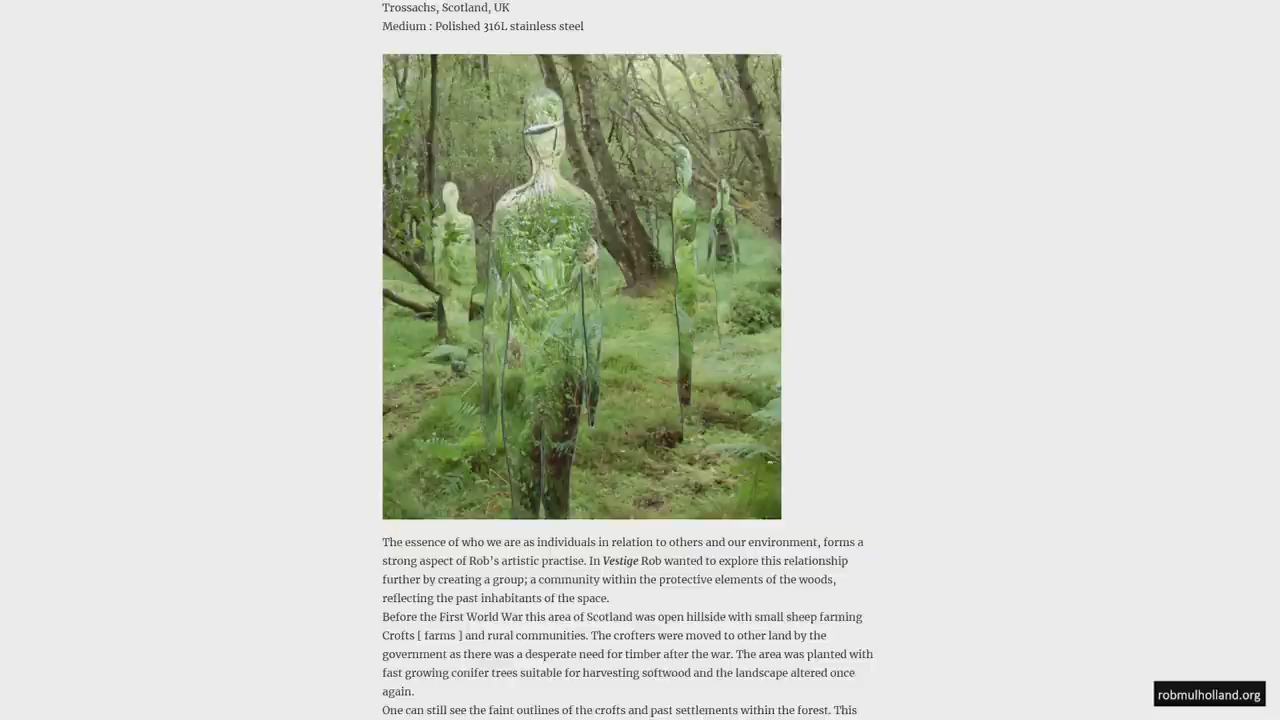 Trossachs, Scotland, UK
Medium : Polished 316L stainless steel
The essence of who we are as individuals in relation to others and our environment, forms a
strong aspect of Rob's artistic practise. In Vestige Rob wanted to explore this relationship
further by creating a group; a community within the protective elements of the woods,
reflecting the past inhabitants of the space.
Before the First World War this area of Scotland was open hillside with small sheep farming
Crofts [ farms ] and rural communities. The crofters were moved to other land by the
government as there was a desperate need for timber after the war. The area was planted with
fast growing conifer trees suitable for harvesting softwood and the landscape altered once
again.
One can still see the faint outlines of the crofts and past settlements within the forest. This
robmulholland.org